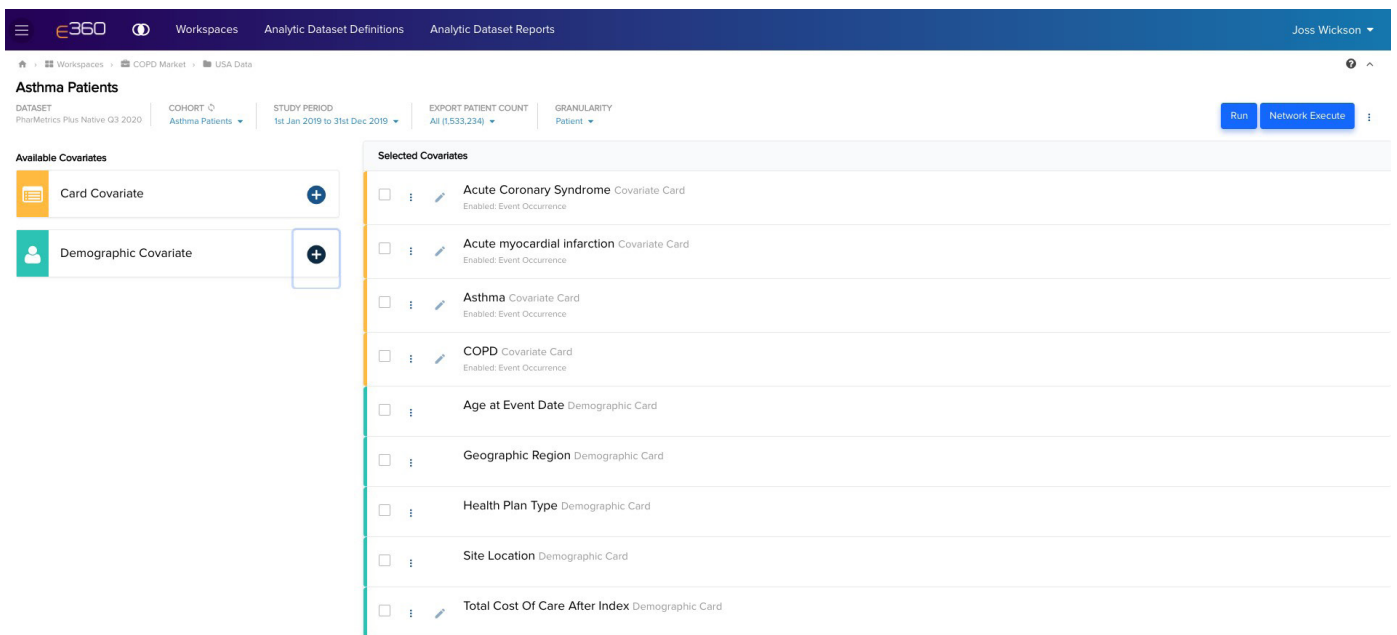 E360 Workspaces Analytic Dataset Definitions Analytic Dataset Reports Joss Wickson
Workspaces COPD Market USA Data
Asthma Patients
DATASET COHORT STUDY PERIOD EXPORT PATIENT COUNT GRANULARITY
PharMetrics Plus Native Q3 2020 Asthma Patients 1st Jan 2019 to 31st Dec 2019 All (1,533,234) Patient
Run Network Execute
Available Covariates
Card Covariate
Demographic Covariate
Selected Covariates
Acute Coronary Syndrome Covariate Card
Enabled: Event Occurrence
Acute myocardial infarction Covariate Card
Enabled: Event Occurrence
Asthma Covariate Card
Enabled: Event Occurrence
COPD Covariate Card
Enabled: Event Occurrence
Age at Event Date Demographic Card
Geographic Region Demographic Card
Health Plan Type Demographic Card
Site Location Demographic Card
Total Cost Of Care After Index Demographic Card